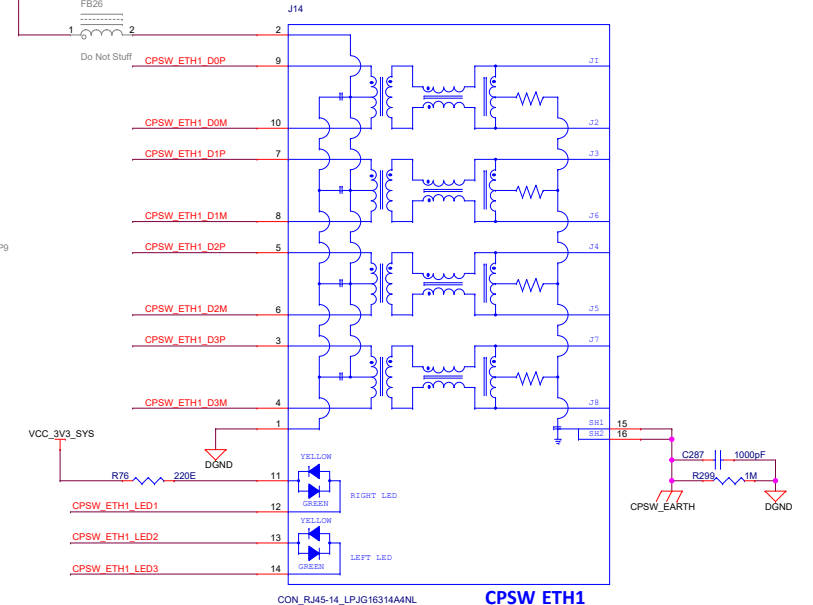 FB26
J14
1
2
2
Do Not Stuff
CPSW_ETH1_D0P
9
J1
CPSW_ETH1_D0M
10
J2
CPSW_ETH1_D1P
7
J3
CPSW_ETH1_D1M
8
J6
P9
CPSW_ETH1_D2P
5
J4
CPSW_ETH1_D2M
6
J5
CPSW_ETH1_D3P
3
J7
CPSW_ETH1_D3M
4
J8
1
SH1
15
SH2
16
VCC_3V3_SYS
DGND
C287
1000pF
YELLOW
R76
220E
11
R299
1M
RIGHT LED
GREEN
CPSW_ETH1_LED1
12
CPSW_EARTH
DGND
YELLOW
CPSW_ETH1_LED2
13
LEFT LED
GREEN
CPSW_ETH1_LED3
14
CON_RJ45-14_LPJG16314A4NL
CPSW ETH1